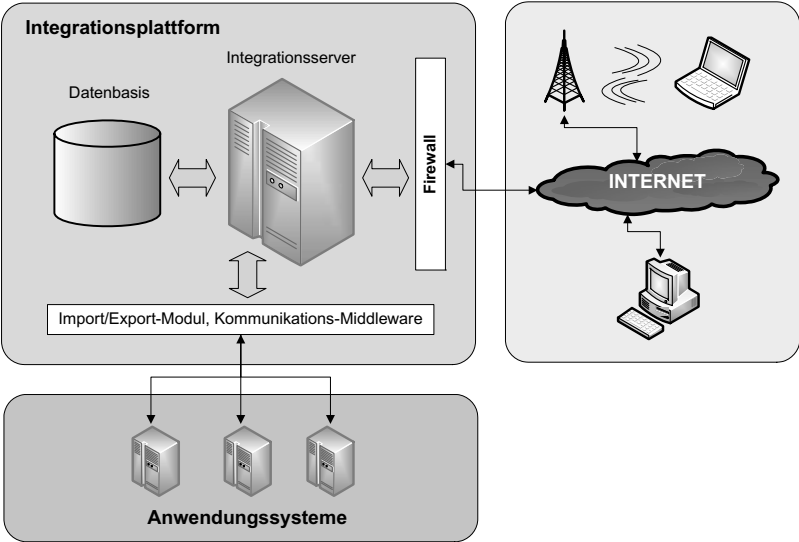 Integrationsplattform
Integrationsserver
Datenbasis
Firewall
INTERNET
Import/Export-Modul, Kommunikations-Middleware
Anwendungssysteme